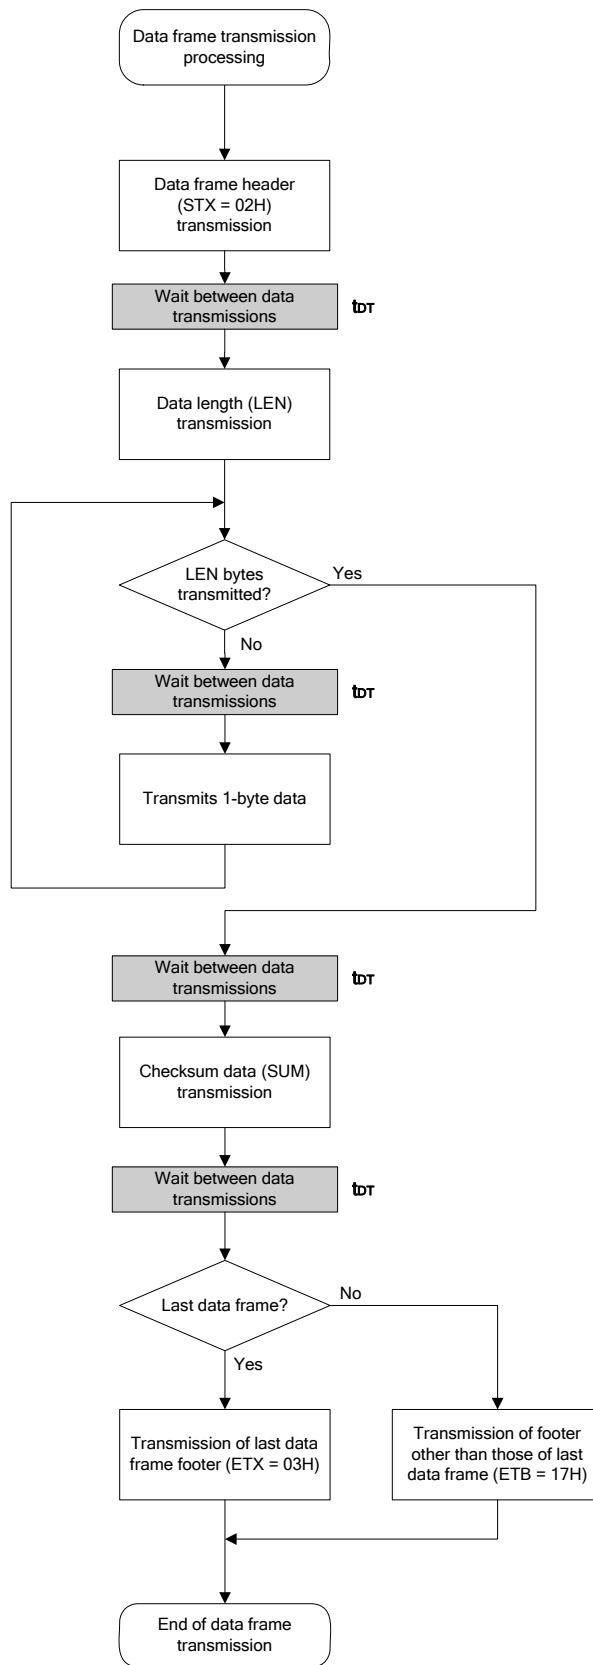 Data frame transmission
processing
Data frame header
(STX = 02H)
transmission
Wait between data
transmissions
tDT
Data length (LEN)
transmission
LEN bytes
transmitted?
Yes
No
Wait between data
transmissions
tDT
Transmits 1-byte data
Wait between data
transmissions
tDT
Checksum data (SUM)
transmission
Wait between data
transmissions
tDT
Last data frame?
No
Yes
Transmission of last data
frame footer (ETX = 03H)
Transmission of footer
other than those of last
data frame (ETB = 17H)
End of data frame
transmission